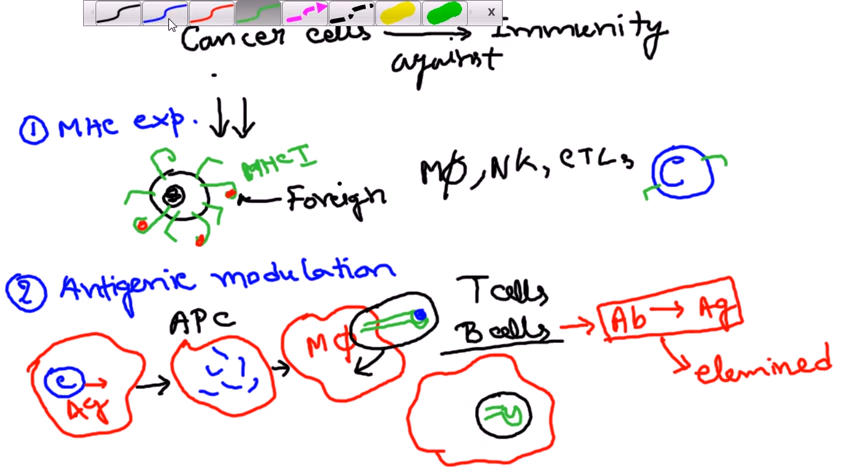 Cancer cells → Immunity
against
① MHC exp. ↓↓
MHC I
Foreign
Mφ, NK, CTLs
C
② Antigenic modulation
APC
T cells
B cells → Ab → Ag
Mφ
C →
Ag
elemined
x